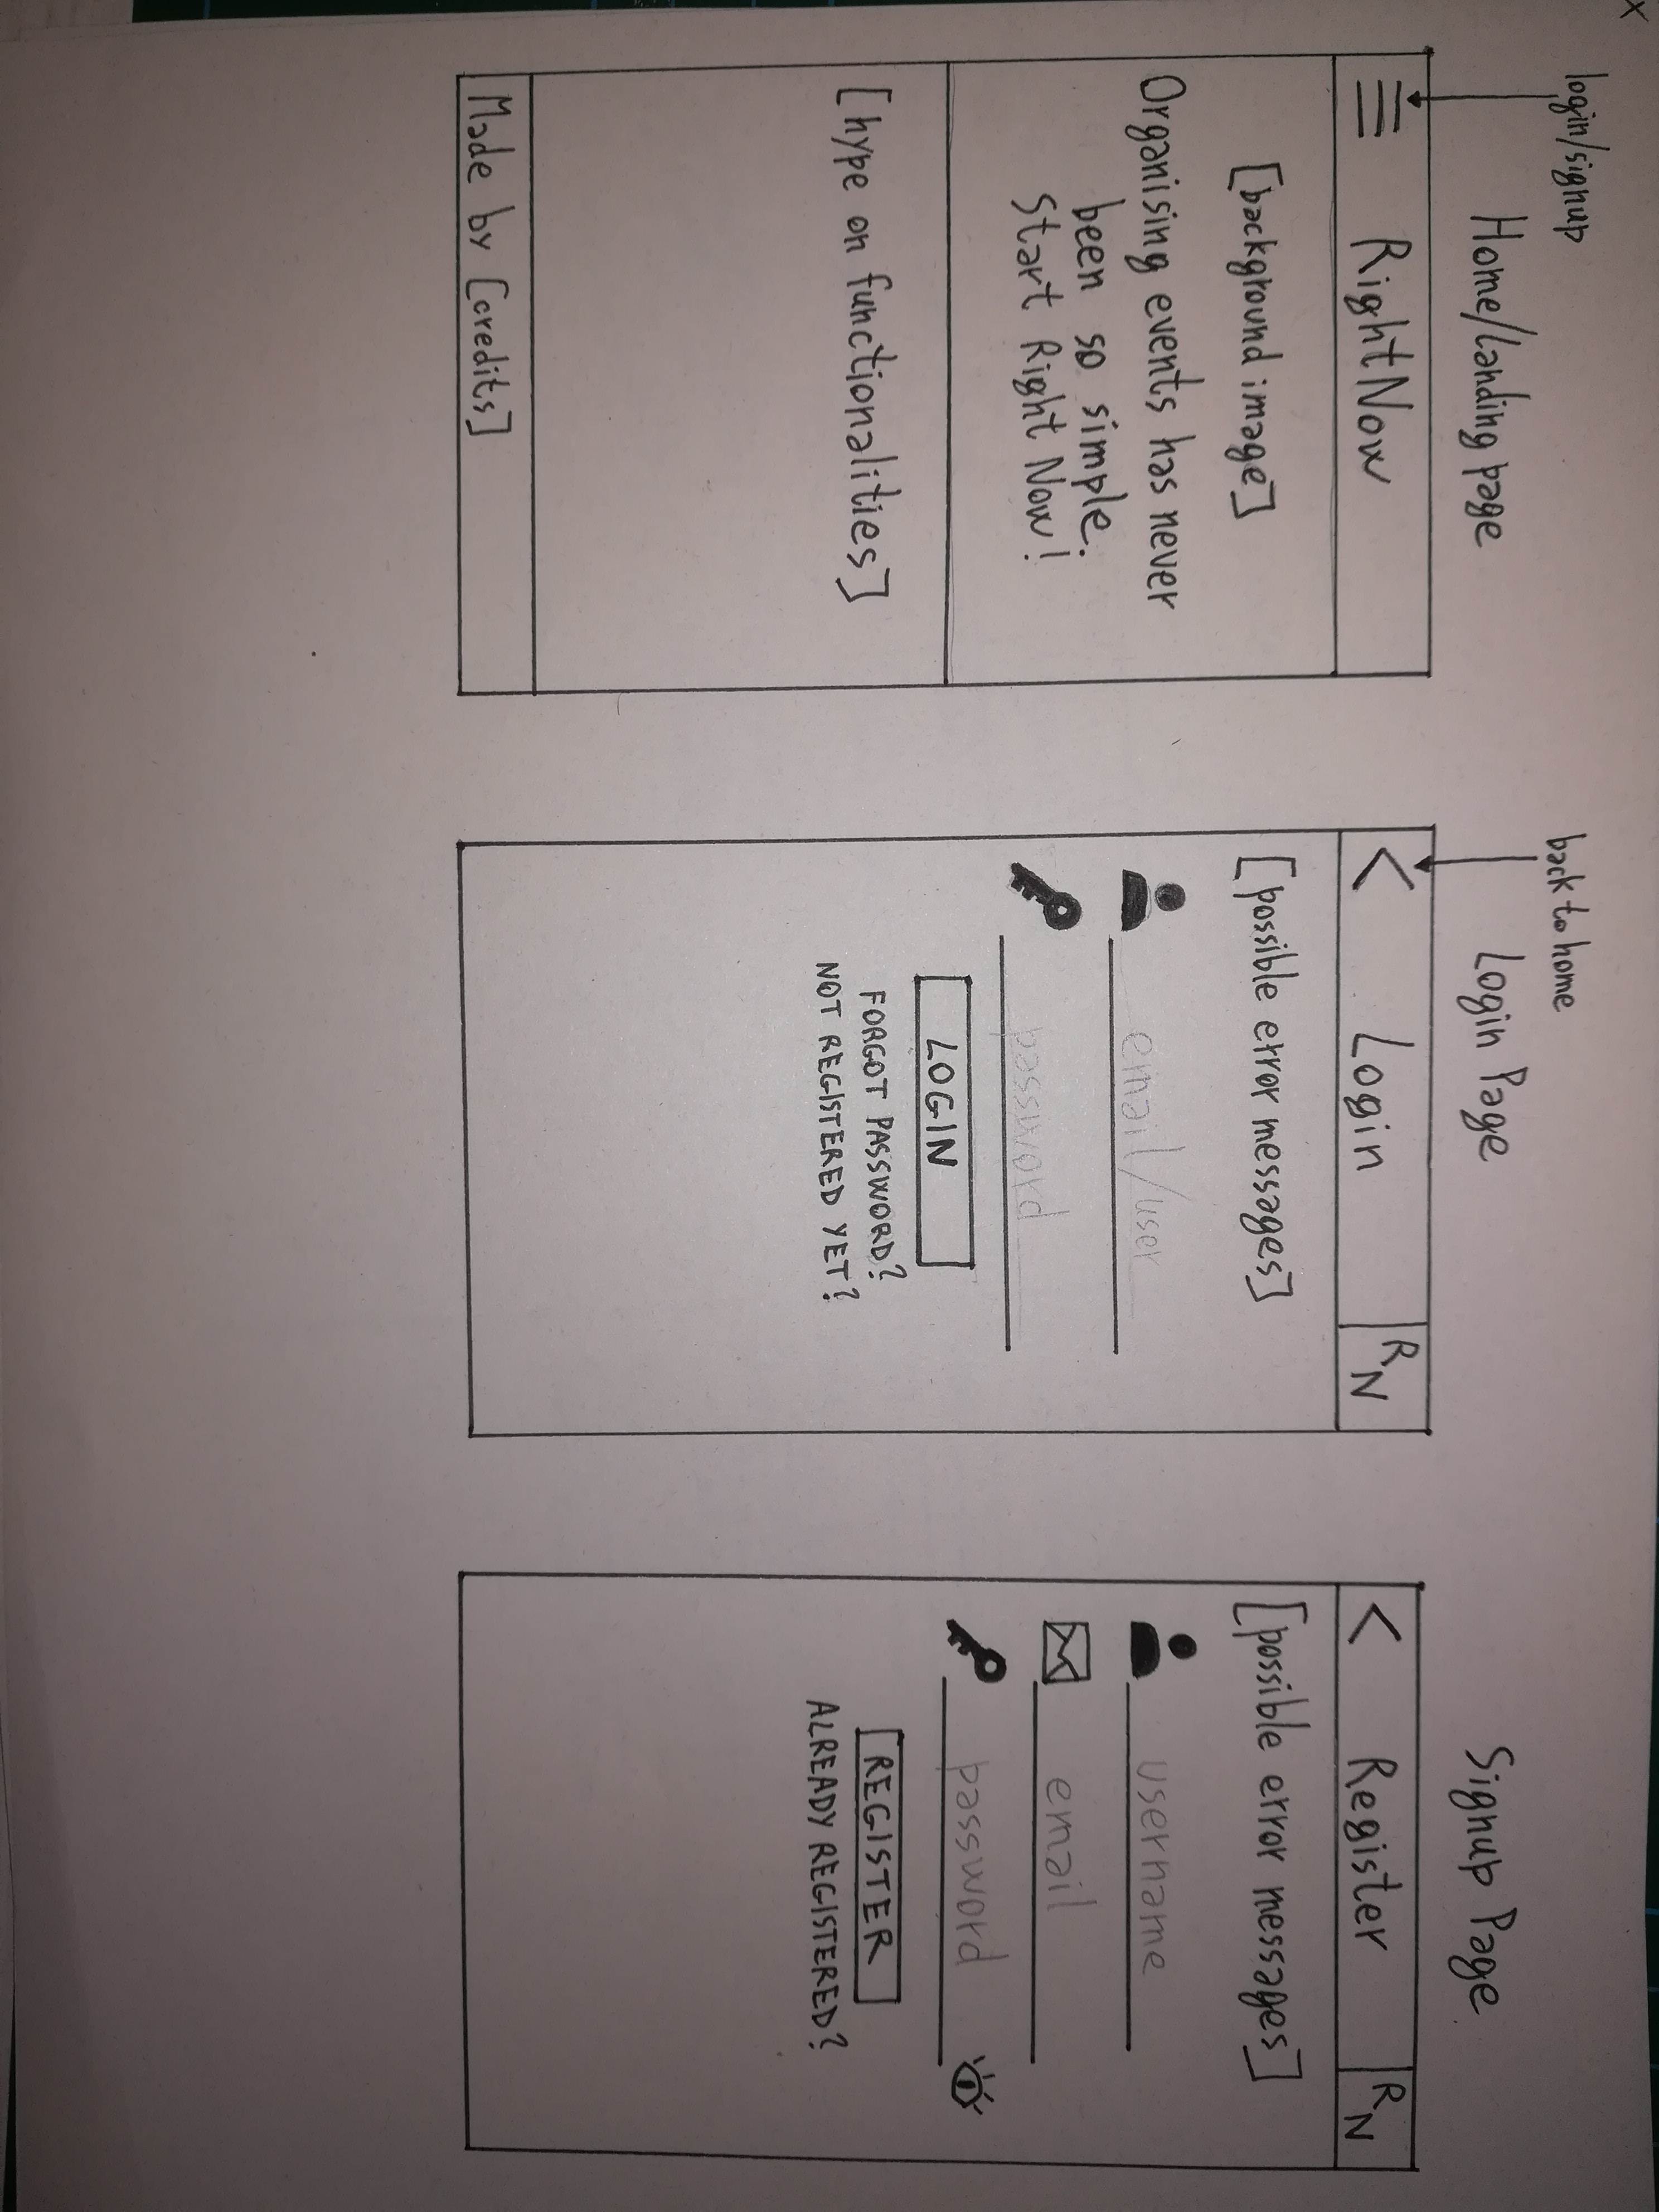 X
login/signup
Home/Landing page
RightNow
[background image]
Organising events has never
been so simple.
Start Right Now!
[hype on functionalities]
Made by [credits]
back to home
Login Page
< Login
R
N
[possible error messages]
email/user
password
LOGIN
FORGOT PASSWORD?
NOT REGISTERED YET?
Signup Page
< Register
R
N
[possible error messages]
username
email
password
REGISTER
ALREADY REGISTERED?